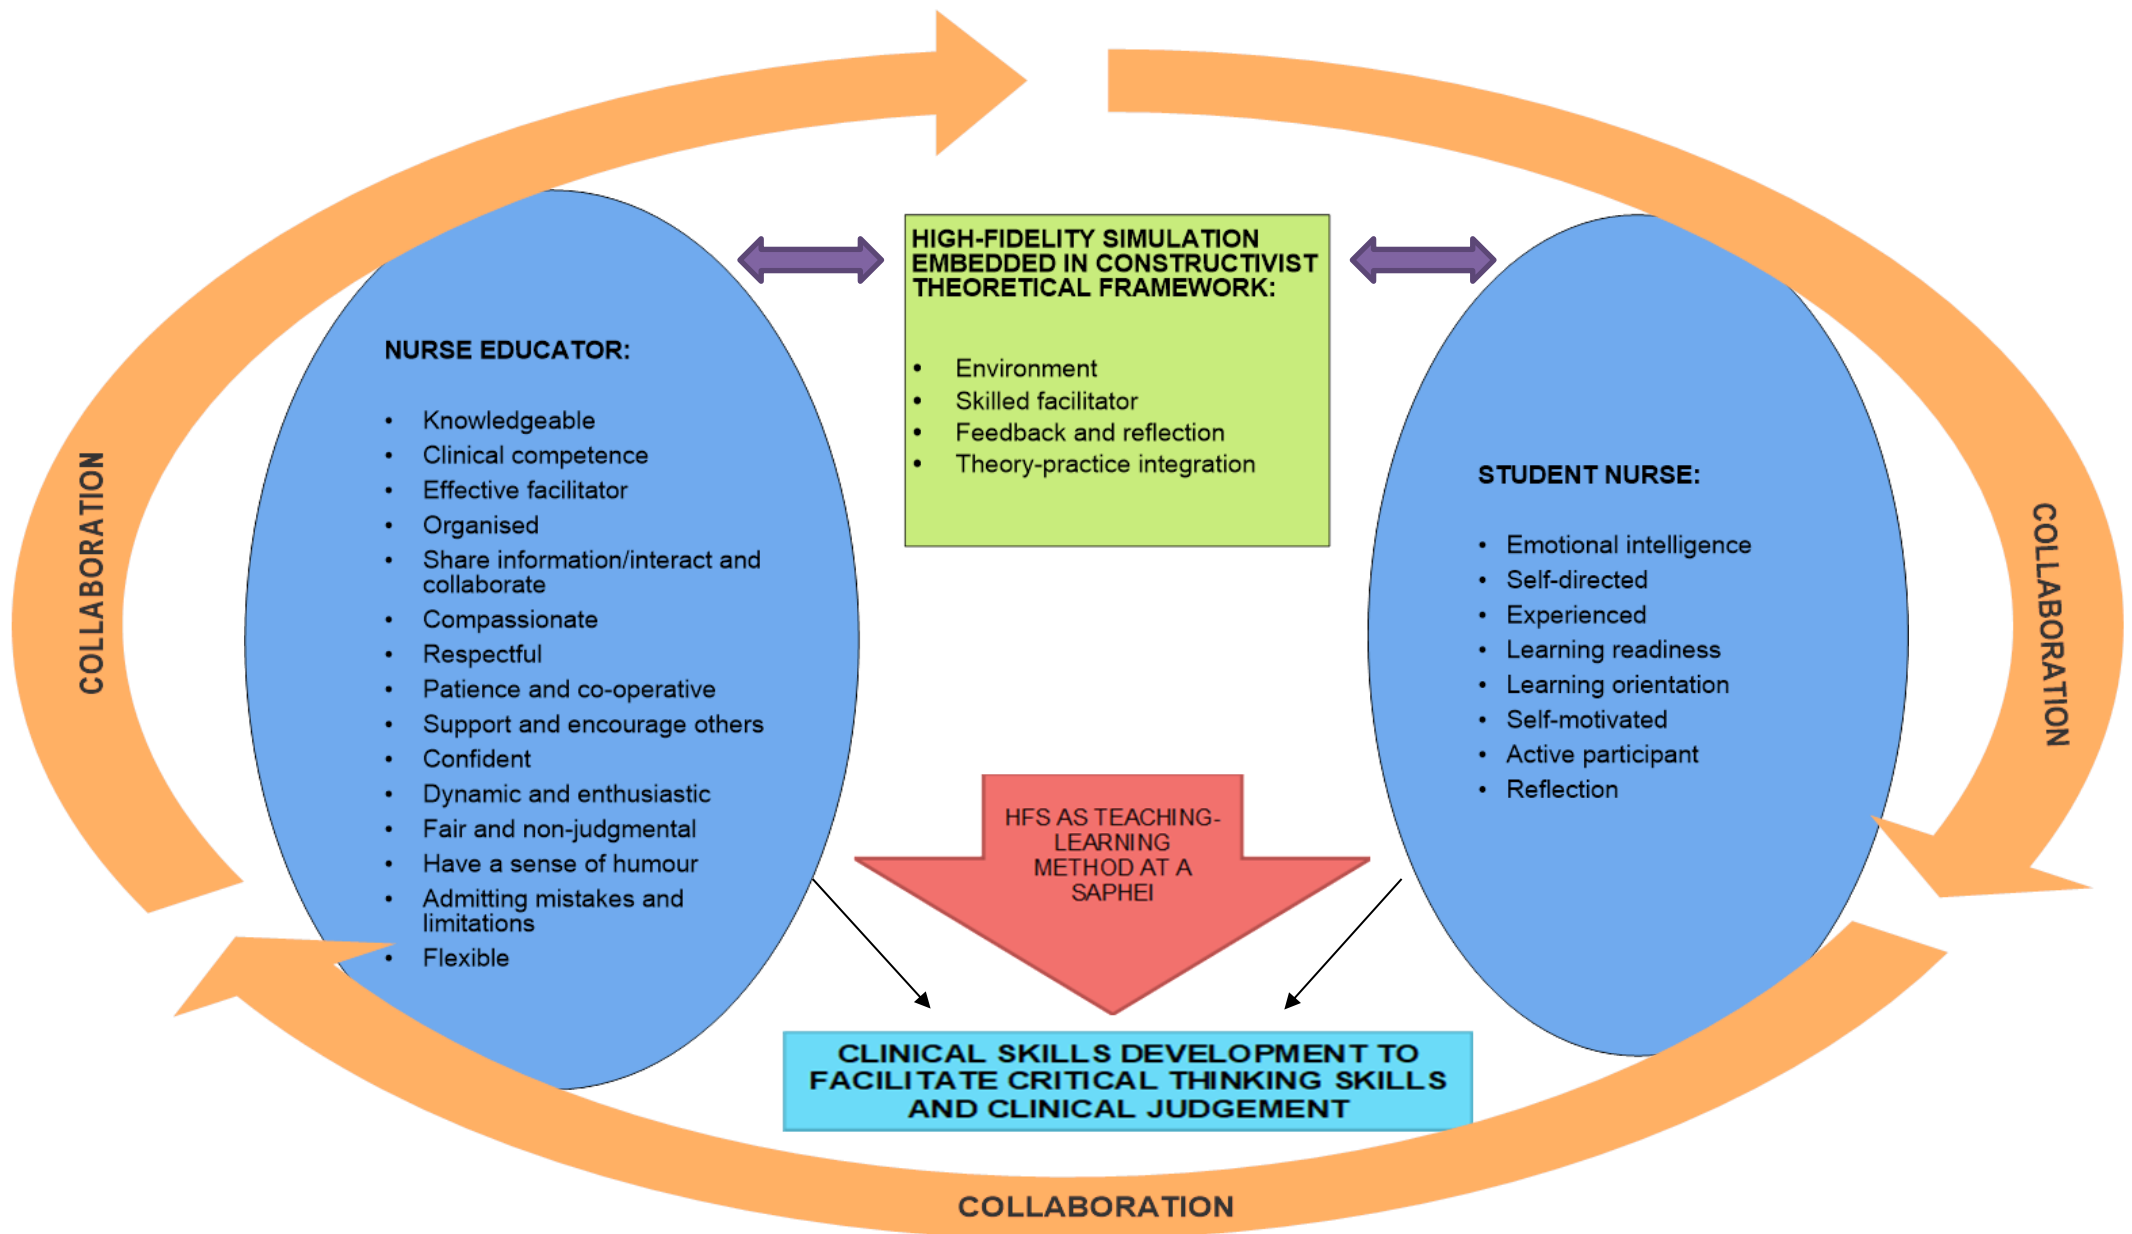 COLLABORATION
NURSE EDUCATOR:
• Knowledgeable
• Clinical competence
• Effective facilitator
• Organised
• Share information/interact and
collaborate
• Compassionate
• Respectful
• Patience and co-operative
• Support and encourage others
• Confident
• Dynamic and enthusiastic
• Fair and non-judgmental
• Have a sense of humour
• Admitting mistakes and
limitations
• Flexible
HIGH-FIDELITY SIMULATION
EMBEDDED IN CONSTRUCTIVIST
THEORETICAL FRAMEWORK:
• Environment
• Skilled facilitator
• Feedback and reflection
• Theory-practice integration
STUDENT NURSE:
• Emotional intelligence
• Self-directed
• Experienced
• Learning readiness
• Learning orientation
• Self-motivated
• Active participant
• Reflection
COLLABORATION
HFS AS TEACHING-
LEARNING
METHOD AT A
SAPHEI
CLINICAL SKILLS DEVELOPMENT TO
FACILITATE CRITICAL THINKING SKILLS
AND CLINICAL JUDGEMENT
COLLABORATION